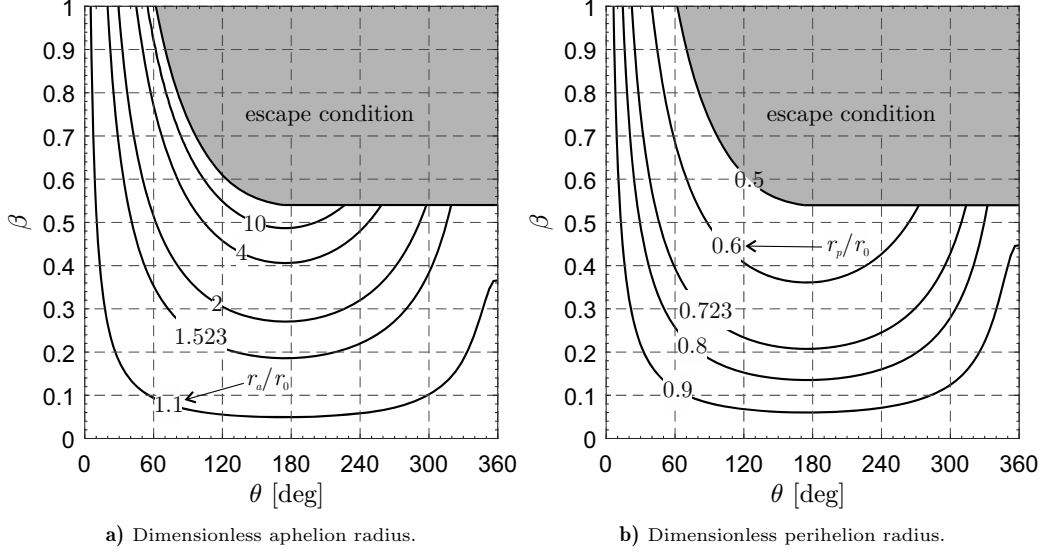 1
0.9
0.8
0.7
0.6
0.5
0.4
0.3
0.2
0.1
0
β
escape condition
10
4
2
1.523
1.1
r_a/r_0
0 60 120 180 240 300 360
θ [deg]
a) Dimensionless aphelion radius.
1
0.9
0.8
0.7
0.6
0.5
0.4
0.3
0.2
0.1
0
β
escape condition
0.5
0.6
r_p/r_0
0.723
0.8
0.9
0 60 120 180 240 300 360
θ [deg]
b) Dimensionless perihelion radius.